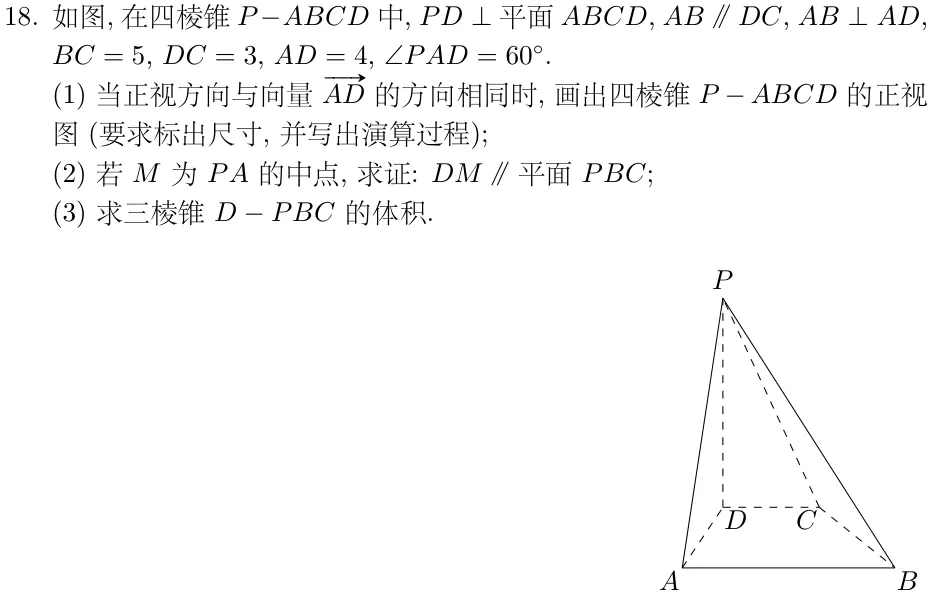 18. 如图, 在四棱锥 P − ABCD 中, PD ⊥ 平面 ABCD, AB ∥ DC, AB ⊥ AD,
BC = 5, DC = 3, AD = 4, ∠PAD = 60°.
(1) 当正视方向与向量 $\overrightarrow{AD}$ 的方向相同时, 画出四棱锥 P − ABCD 的正视
图 (要求标出尺寸, 并写出演算过程);
(2) 若 M 为 PA 的中点, 求证: DM ∥ 平面 PBC;
(3) 求三棱锥 D − PBC 的体积.
P
D
C
A
B